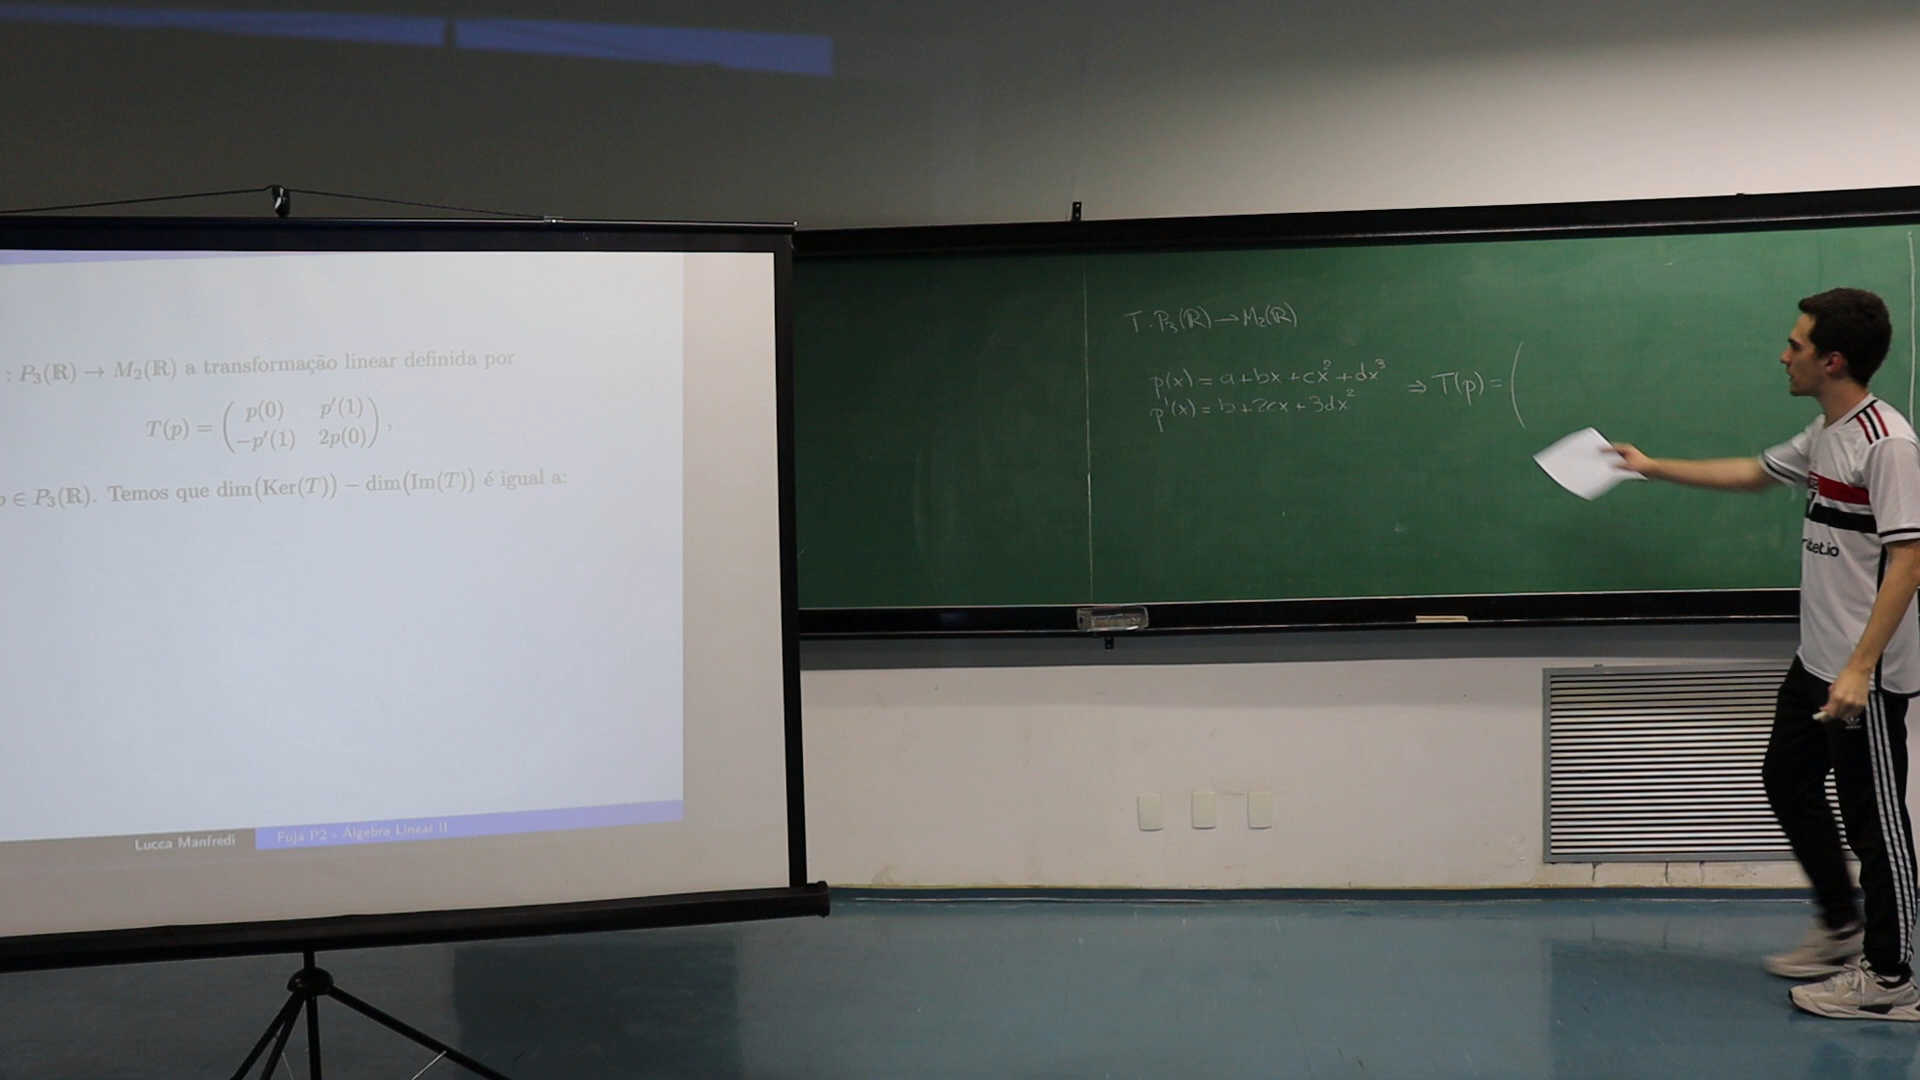 : P₃(ℝ) → M₂(ℝ) a transformação linear definida por
T(p) = ( p(0) p′(1)
−p′(1) 2p(0) ) ,
p ∈ P₃(ℝ). Temos que dim(Ker(T)) − dim(Im(T)) é igual a:
Lucca Manfredi Fuja P2 - Álgebra Linear II
T : P₃(ℝ) → M₂(ℝ)
p(x) = a + bx + cx² + dx³ ⇒ T(p) = (
p'(x) = b + 2cx + 3dx²